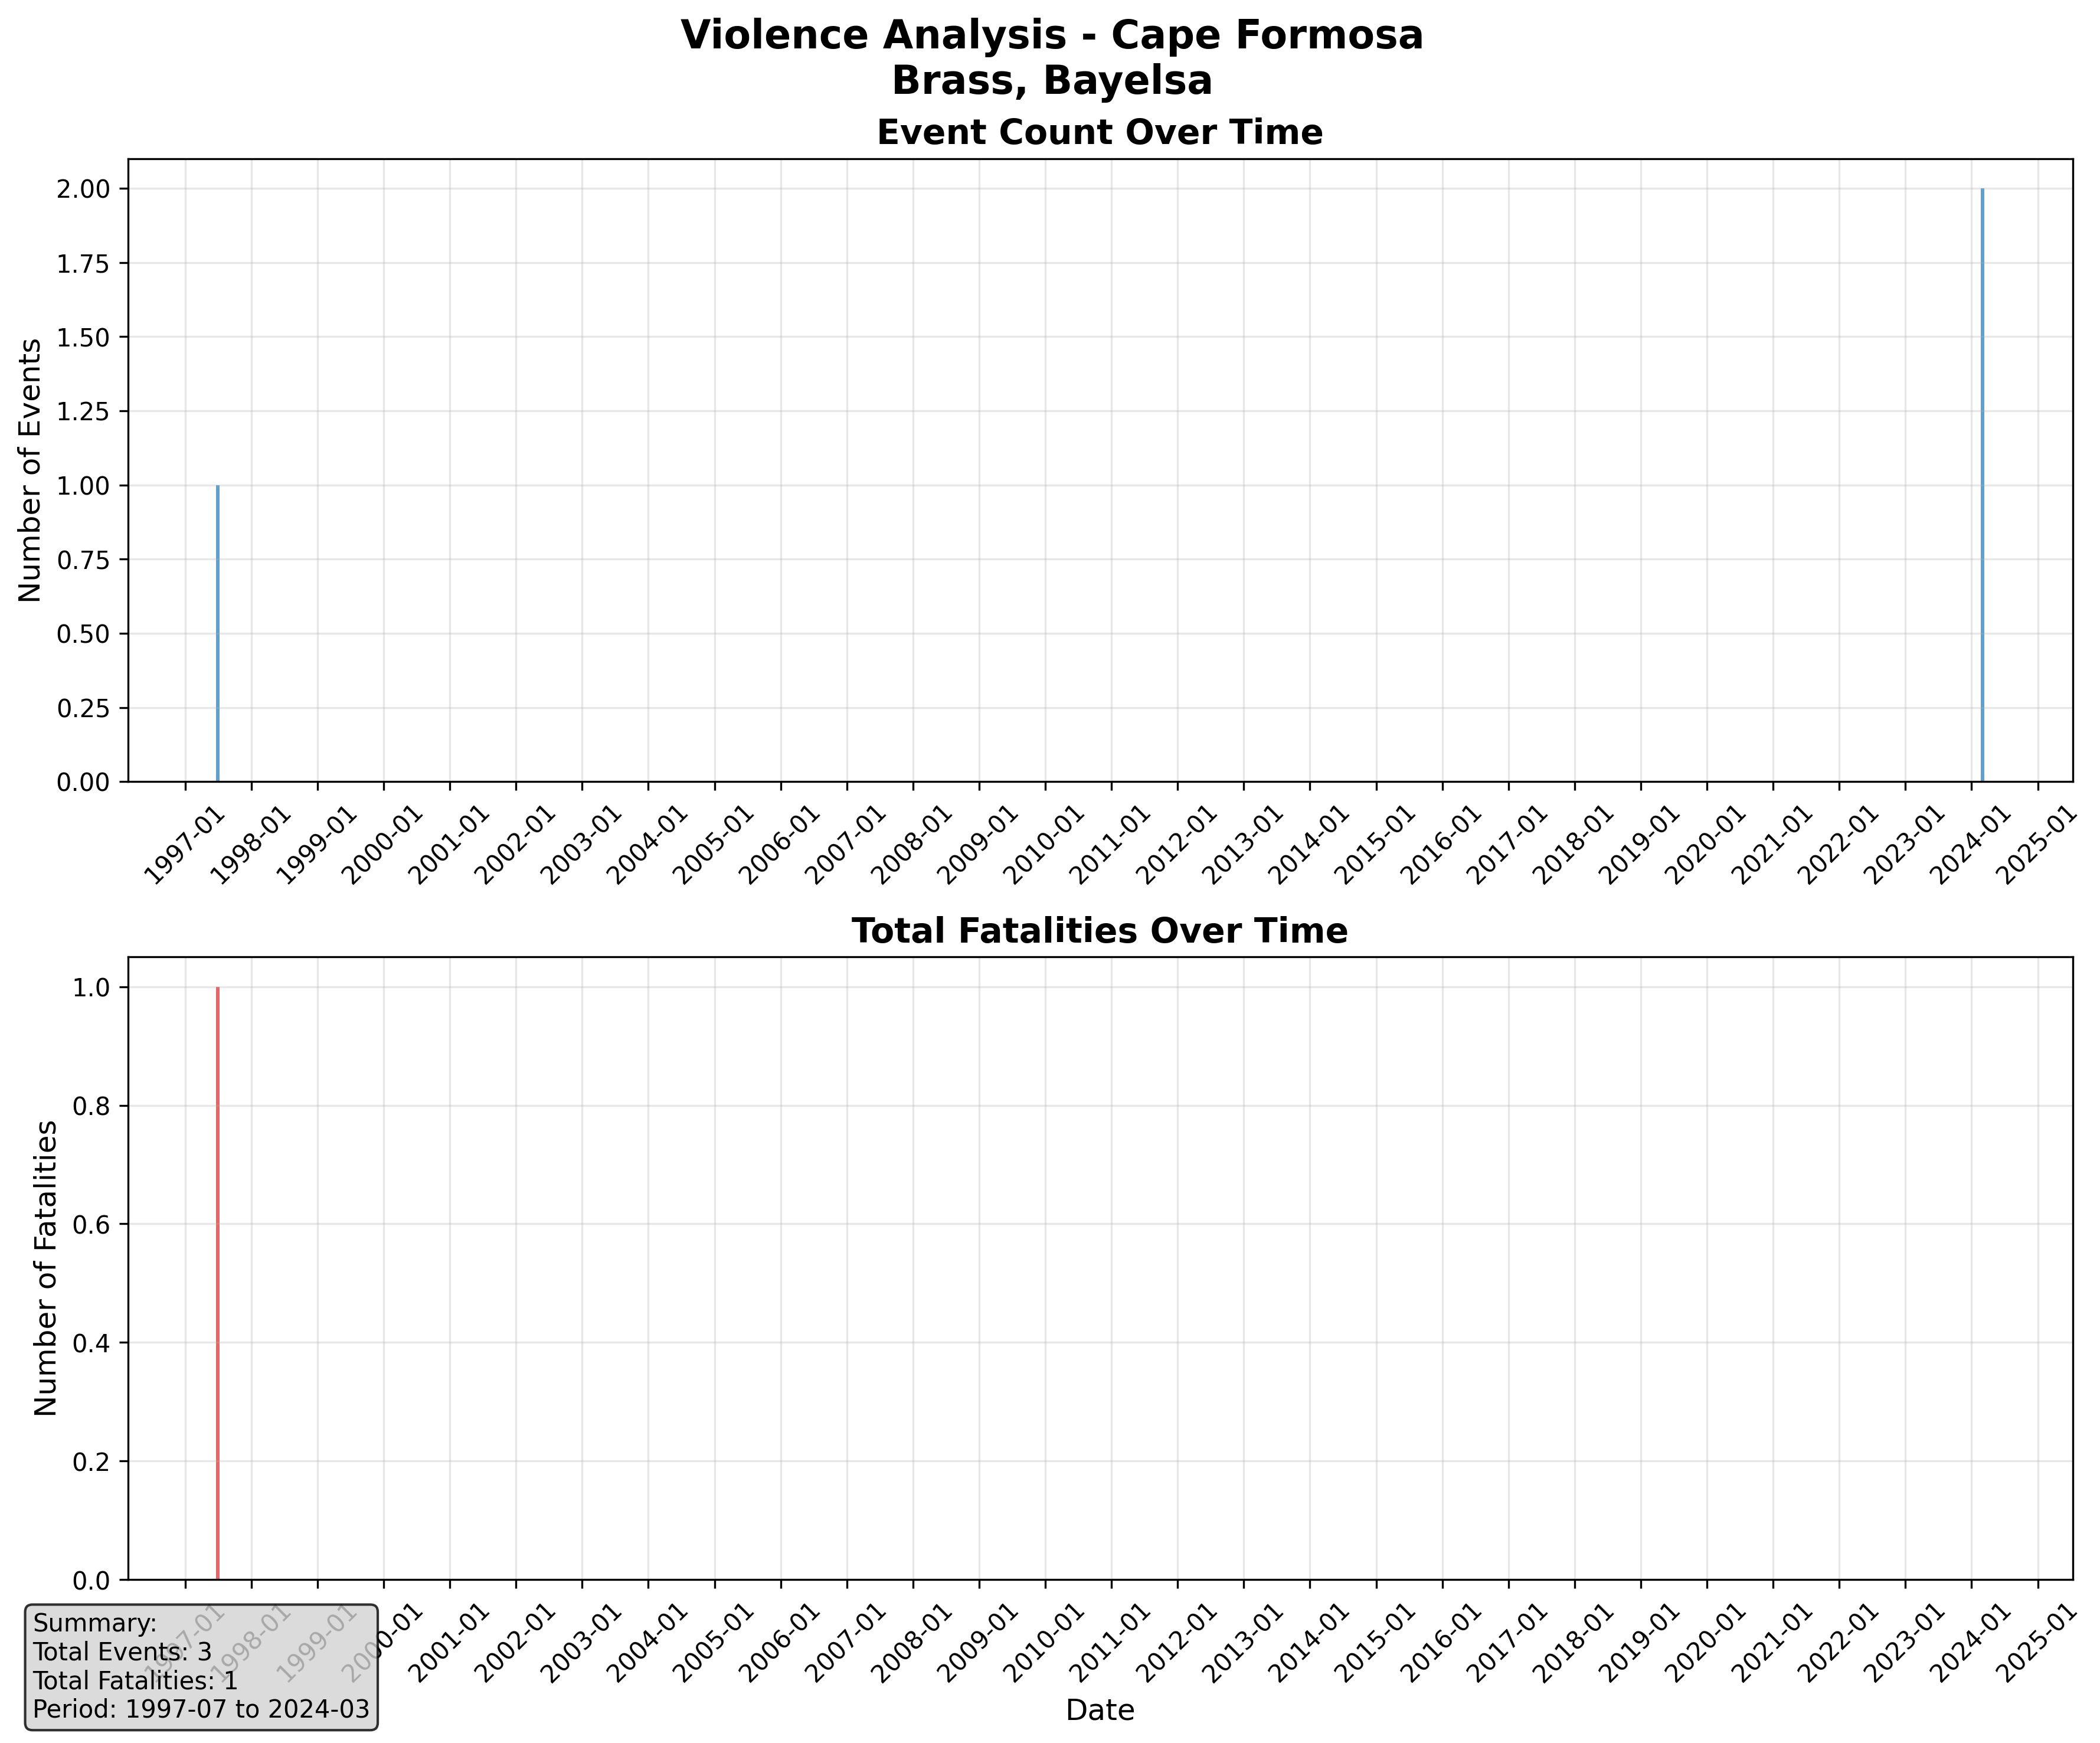 Violence Analysis - Cape Formosa
Brass, Bayelsa
Event Count Over Time
Number of Events
2.00
1.75
1.50
1.25
1.00
0.75
0.50
0.25
0.00
1997-01 1998-01 1999-01 2000-01 2001-01 2002-01 2003-01 2004-01 2005-01 2006-01 2007-01 2008-01 2009-01 2010-01 2011-01 2012-01 2013-01 2014-01 2015-01 2016-01 2017-01 2018-01 2019-01 2020-01 2021-01 2022-01 2023-01 2024-01 2025-01
Total Fatalities Over Time
Number of Fatalities
1.0
0.8
0.6
0.4
0.2
0.0
1997-01 1998-01 1999-01 2000-01 2001-01 2002-01 2003-01 2004-01 2005-01 2006-01 2007-01 2008-01 2009-01 2010-01 2011-01 2012-01 2013-01 2014-01 2015-01 2016-01 2017-01 2018-01 2019-01 2020-01 2021-01 2022-01 2023-01 2024-01 2025-01
Date
Summary:
Total Events: 3
Total Fatalities: 1
Period: 1997-07 to 2024-03